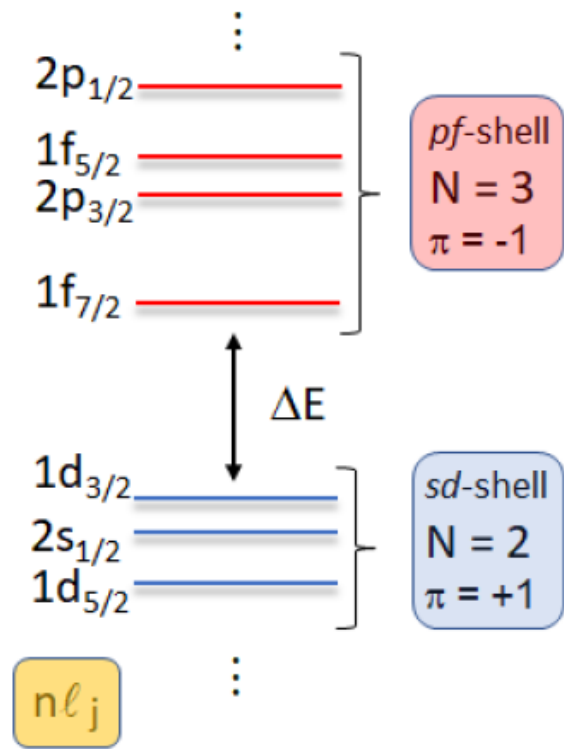 ⋮
2p1/2
1f5/2
2p3/2
1f7/2
pf-shell
N = 3
π = -1
ΔE
1d3/2
2s1/2
1d5/2
sd-shell
N = 2
π = +1
⋮
nℓj